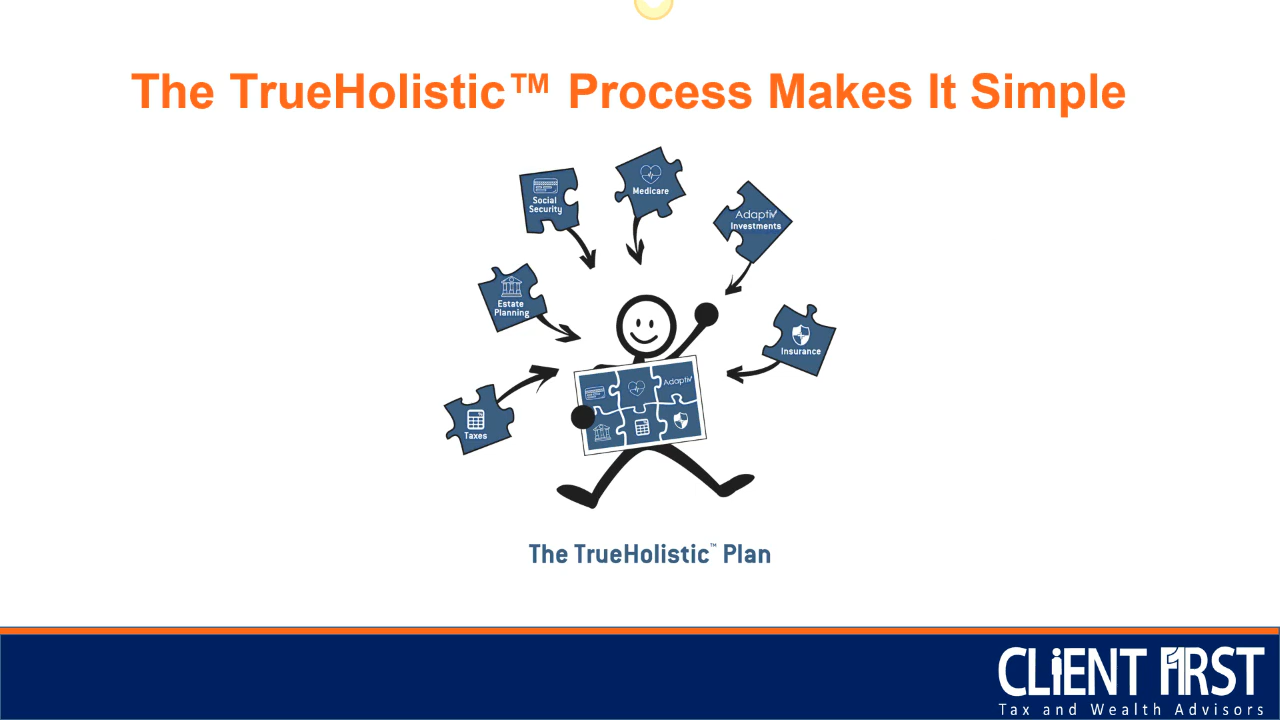 The TrueHolistic™ Process Makes It Simple
Social
Security
Medicare
Adaptiv
Investments
Estate
Planning
Insurance
Taxes
Adaptiv
The TrueHolistic™ Plan
CLiENT F1RST
Tax and Wealth Advisors